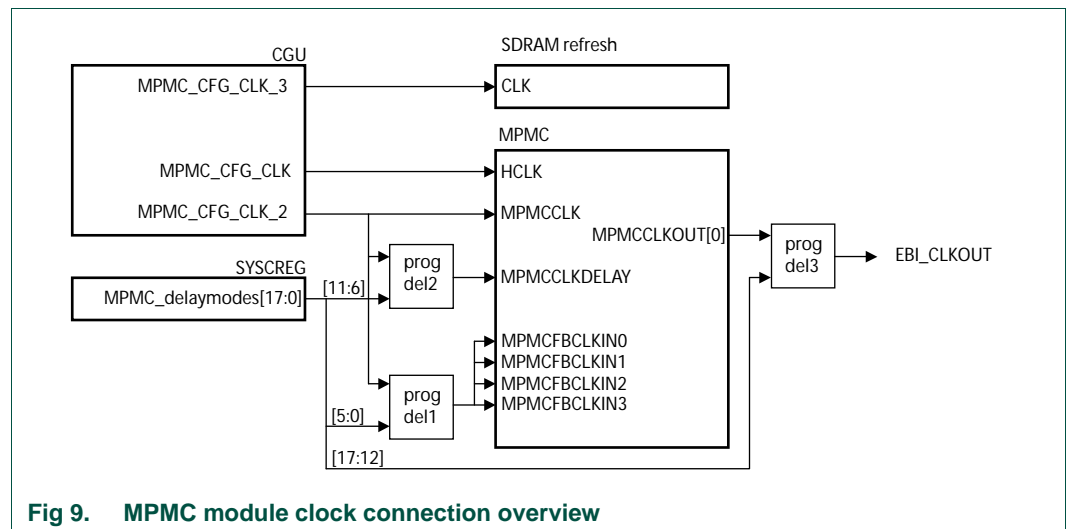 CGU
MPMC_CFG_CLK_3
MPMC_CFG_CLK
MPMC_CFG_CLK_2
SYSCREG
MPMC_delaymodes[17:0]
[11:6]
[5:0]
[17:12]
prog
del2
prog
del1
SDRAM refresh
CLK
MPMC
HCLK
MPMCCLK
MPMCCLKOUT[0]
MPMCCLKDELAY
MPMCFBCLKIN0
MPMCFBCLKIN1
MPMCFBCLKIN2
MPMCFBCLKIN3
prog
del3
EBI_CLKOUT
Fig 9. MPMC module clock connection overview